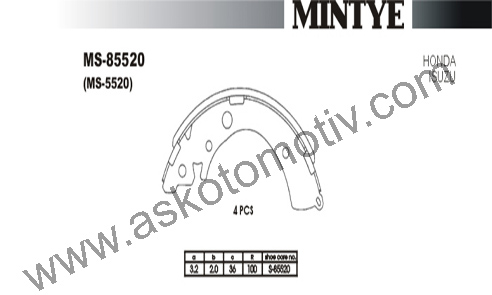 MINTYE
MS-85520
(MS-5520)
HONDA
ISUZU
4 PCS
a b c R shoe core no.
3.2 2.0 36 100 S-85520
www.askotomotiv.com